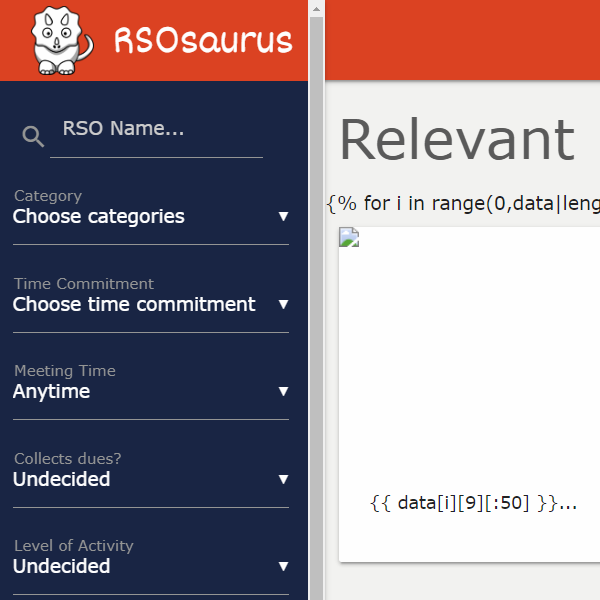 RSOsaurus
RSO Name...
Category
Choose categories
▼
Time Commitment
Choose time commitment
▼
Meeting Time
Anytime
▼
Collects dues?
Undecided
▼
Level of Activity
Undecided
▼
Relevant
{% for i in range(0,data|leng
{{ data[i][9][:50] }}...